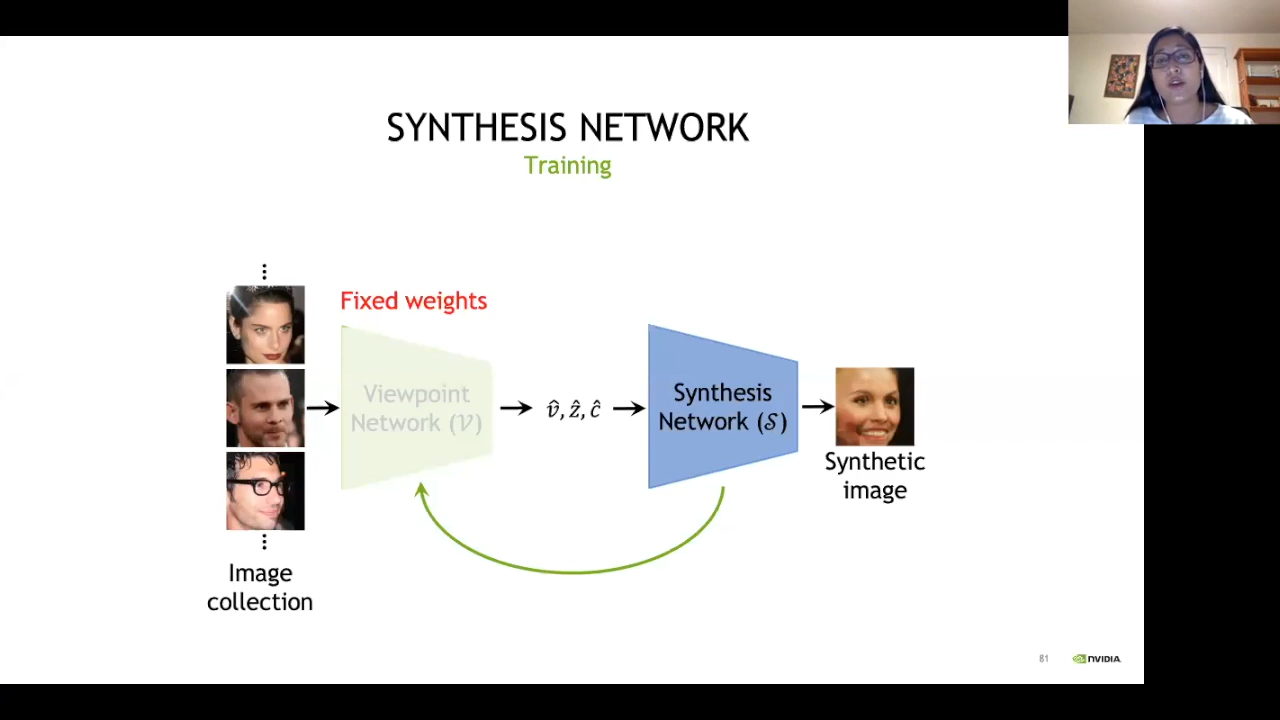 SYNTHESIS NETWORK
Training
Fixed weights
Viewpoint
Network (𝒱)
v̂, ẑ, ĉ
Synthesis
Network (𝒮)
Synthetic
image
Image
collection
81
NVIDIA.